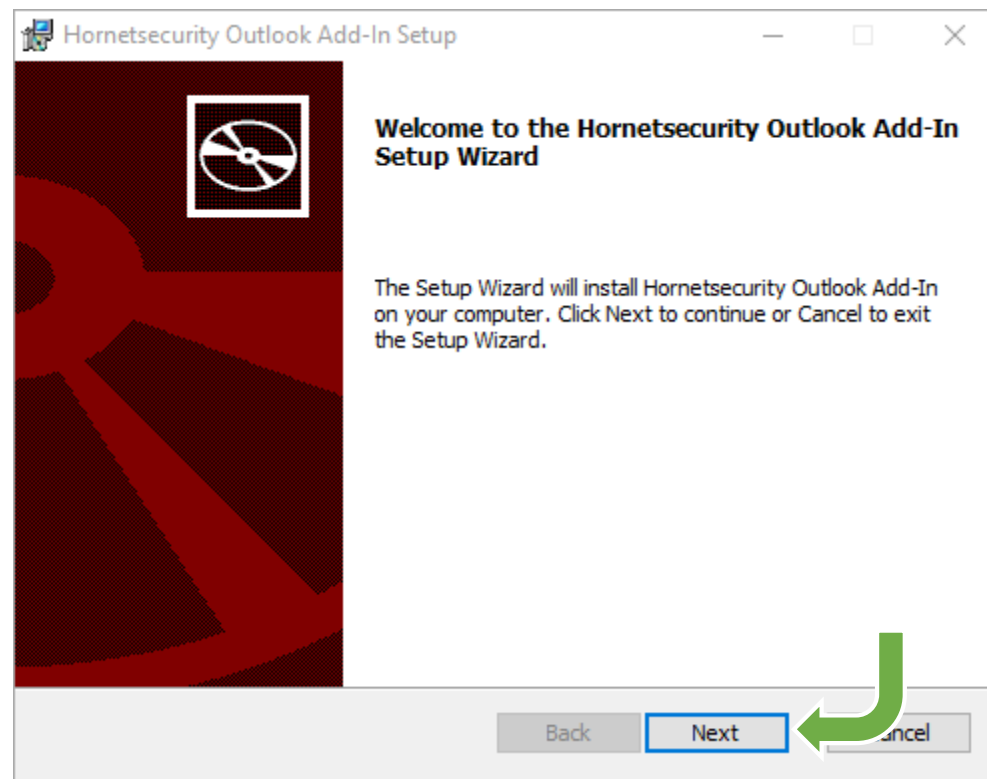 Hornetsecurity Outlook Add-In Setup
Welcome to the Hornetsecurity Outlook Add-In
Setup Wizard
The Setup Wizard will install Hornetsecurity Outlook Add-In
on your computer. Click Next to continue or Cancel to exit
the Setup Wizard.
Back
Next
Cancel